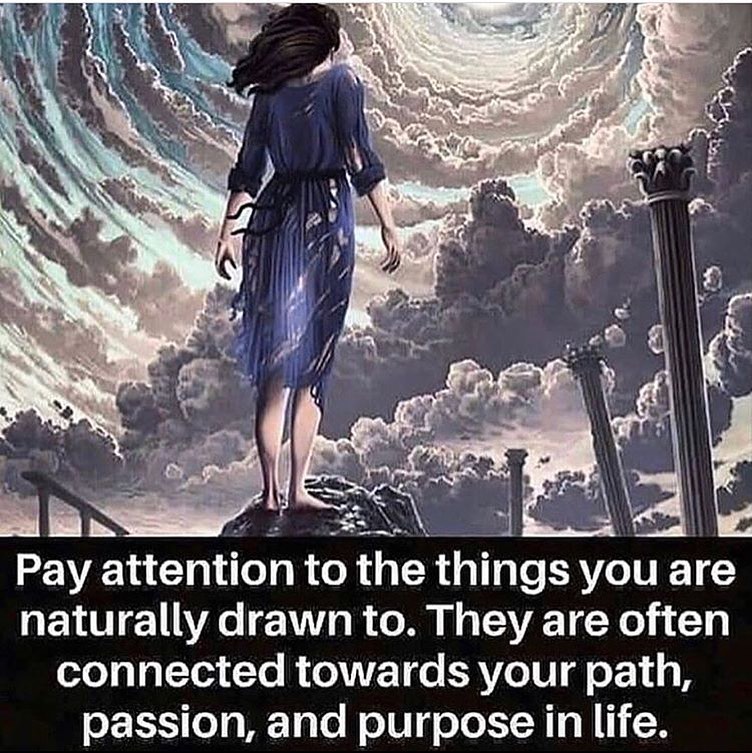 Pay attention to the things you are
naturally drawn to. They are often
connected towards your path,
passion, and purpose in life.